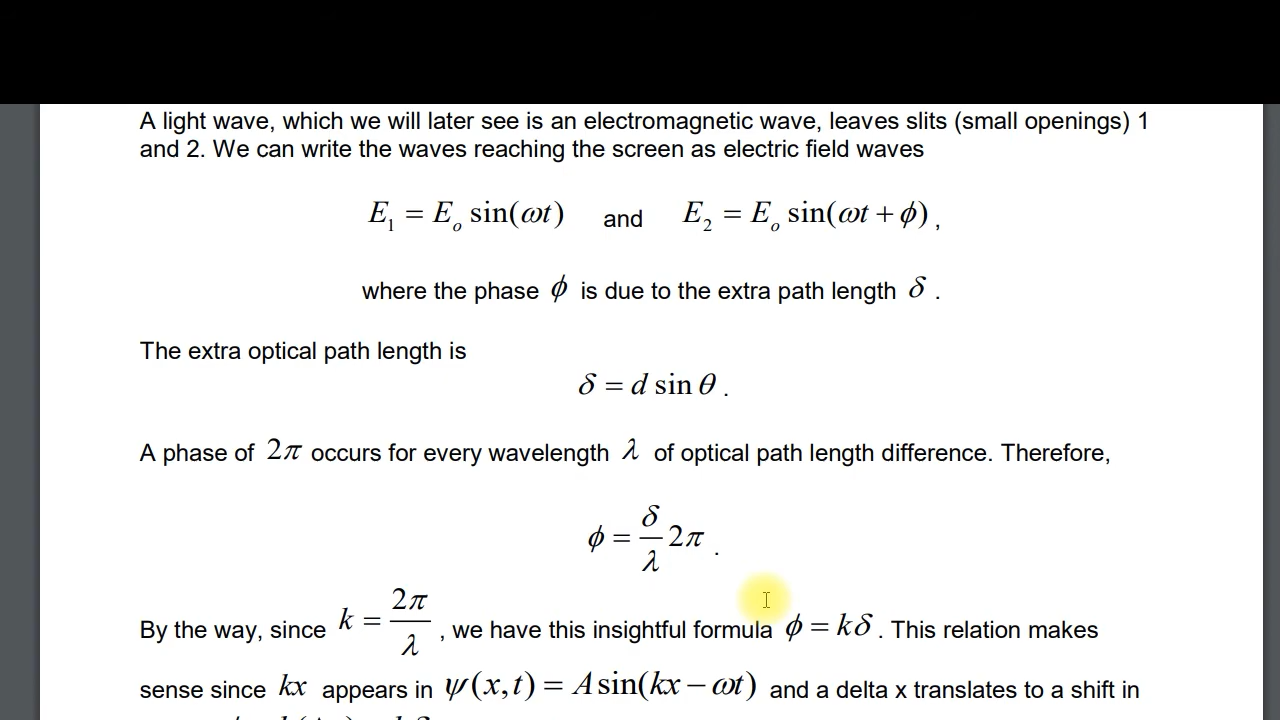 A light wave, which we will later see is an electromagnetic wave, leaves slits (small openings) 1
and 2. We can write the waves reaching the screen as electric field waves
E₁ = Eₒ sin(ωt) and E₂ = Eₒ sin(ωt + ϕ) ,
where the phase ϕ is due to the extra path length δ .
The extra optical path length is
δ = d sin θ .
A phase of 2π occurs for every wavelength λ of optical path length difference. Therefore,
ϕ = δ/λ 2π .
By the way, since k = 2π/λ , we have this insightful formula ϕ = kδ . This relation makes
sense since kx appears in ψ(x,t) = A sin(kx − ωt) and a delta x translates to a shift in